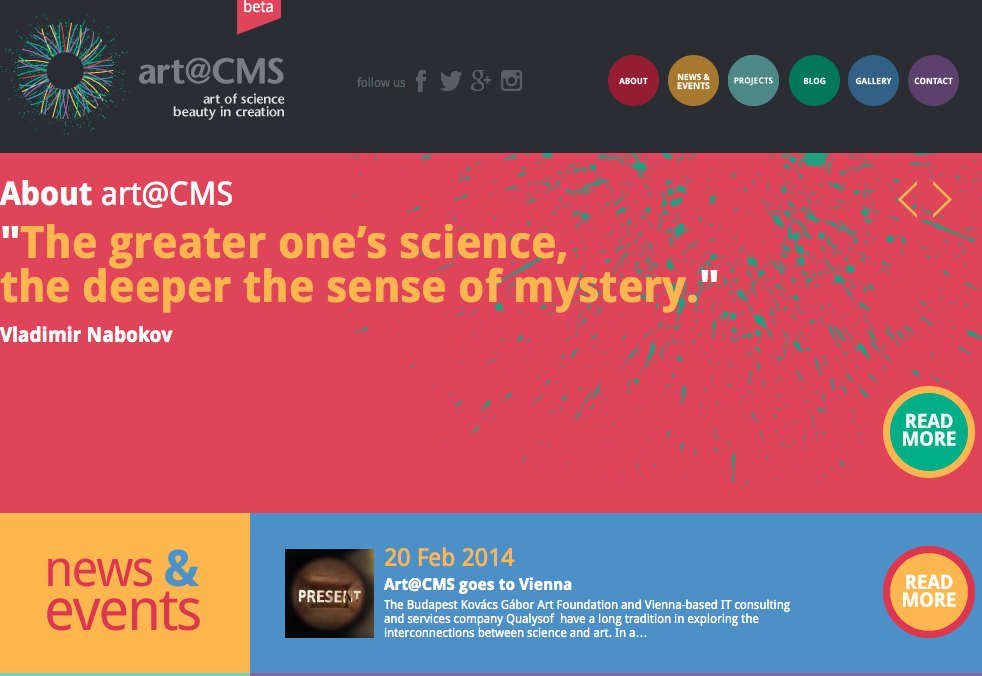 beta
art@CMS
art of science
beauty in creation
follow us
ABOUT
NEWS &
EVENTS
PROJECTS
BLOG
GALLERY
CONTACT
About art@CMS
"The greater one’s science,
the deeper the sense of mystery."
Vladimir Nabokov
READ
MORE
news &
events
PRESENT
20 Feb 2014
Art@CMS goes to Vienna
The Budapest Kovács Gábor Art Foundation and Vienna-based IT consulting
and services company Qualysof  have a long tradition in exploring the
interconnections between science and art. In a...
READ
MORE